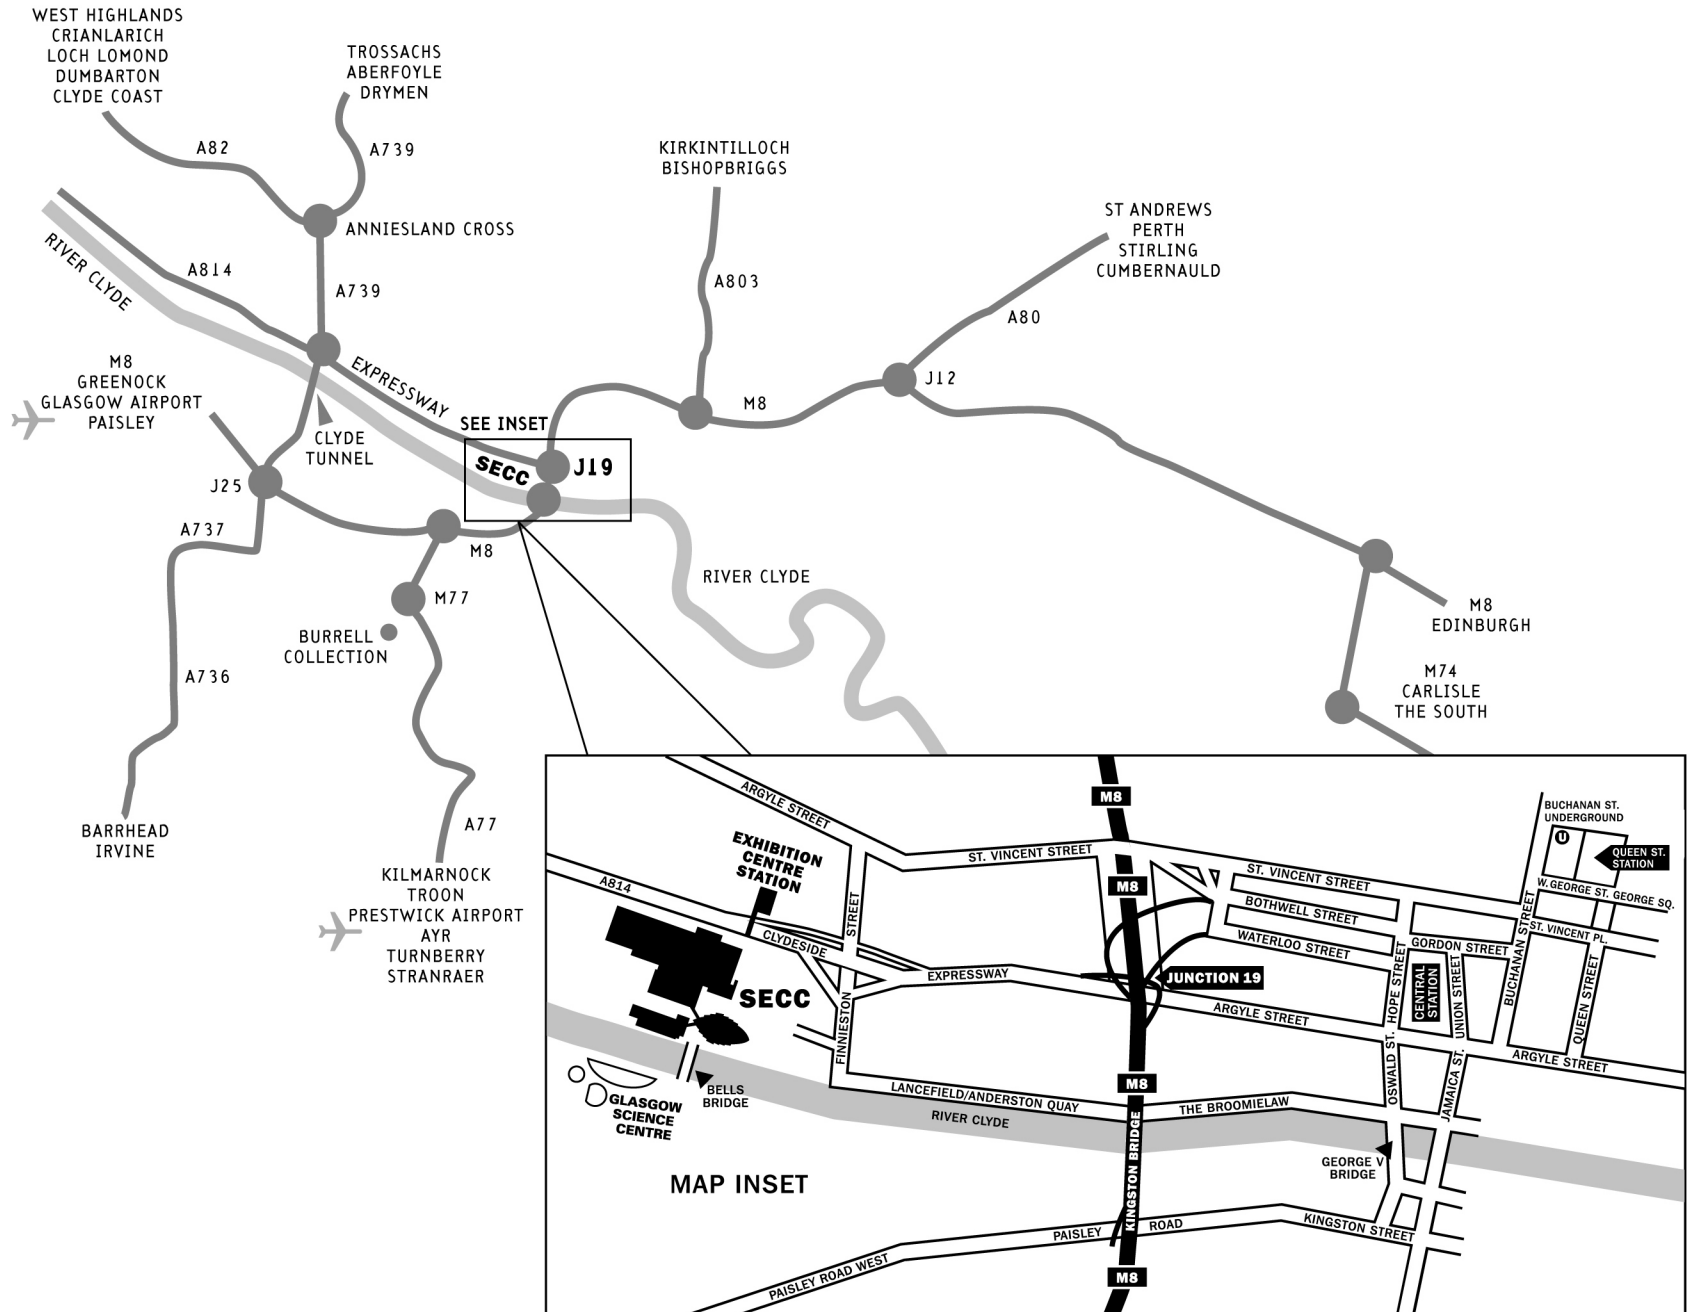 WEST HIGHLANDS
CRIANLARICH
LOCH LOMOND
DUMBARTON
CLYDE COAST
TROSSACHS
ABERFOYLE
DRYMEN
A82
A739
KIRKINTILLOCH
BISHOPBRIGGS
ST ANDREWS
PERTH
STIRLING
CUMBERNAULD
ANNIESLAND CROSS
RIVER CLYDE
A814
A739
A803
A80
M8
GREENOCK
GLASGOW AIRPORT
PAISLEY
EXPRESSWAY
J12
M8
SEE INSET
CLYDE
TUNNEL
SECC
J19
J25
A737
M8
RIVER CLYDE
M77
M8
EDINBURGH
BURRELL
COLLECTION
A736
M74
CARLISLE
THE SOUTH
A77
BARRHEAD
IRVINE
KILMARNOCK
TROON
PRESTWICK AIRPORT
AYR
TURNBERRY
STRANRAER
ARGYLE STREET
M8
BUCHANAN ST.
UNDERGROUND
U
EXHIBITION
CENTRE
STATION
ST. VINCENT STREET
QUEEN ST.
STATION
A814
M8
ST. VINCENT STREET
W. GEORGE ST. GEORGE SQ.
STREET
BOTHWELL STREET
ST. VINCENT PL.
CLYDESIDE
WATERLOO STREET
GORDON STREET
BUCHANAN STREET
EXPRESSWAY
JUNCTION 19
HOPE STREET
CENTRAL
STATION
UNION STREET
QUEEN STREET
SECC
FINNIESTON
ARGYLE STREET
OSWALD ST.
JAMAICA ST.
ARGYLE STREET
BELLS
BRIDGE
GLASGOW
SCIENCE
CENTRE
LANCEFIELD/ANDERSTON QUAY
M8
THE BROOMIELAW
RIVER CLYDE
KINGSTON BRIDGE
GEORGE V
BRIDGE
MAP INSET
PAISLEY
ROAD
KINGSTON STREET
PAISLEY ROAD WEST
M8